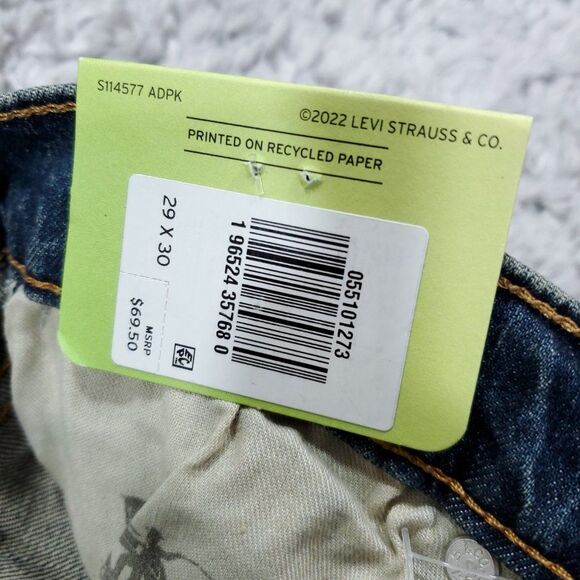 S114577 ADPK
©2022 LEVI STRAUSS & CO.
PRINTED ON RECYCLED PAPER
29 X 30
055101273
1 96524 35768 0
MSRP
$69.50